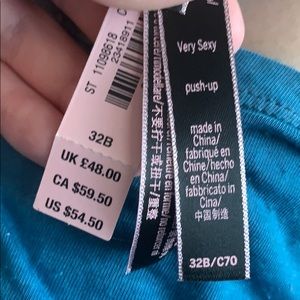 ST 11098618
23418911
32B
UK £48.00
CA $59.50
US $54.50
Very Sexy
push-up
made in
China/
fabriqué en
Chine/hecho
en China/
fabbricato in
Cina/
中国制造
32B/C70